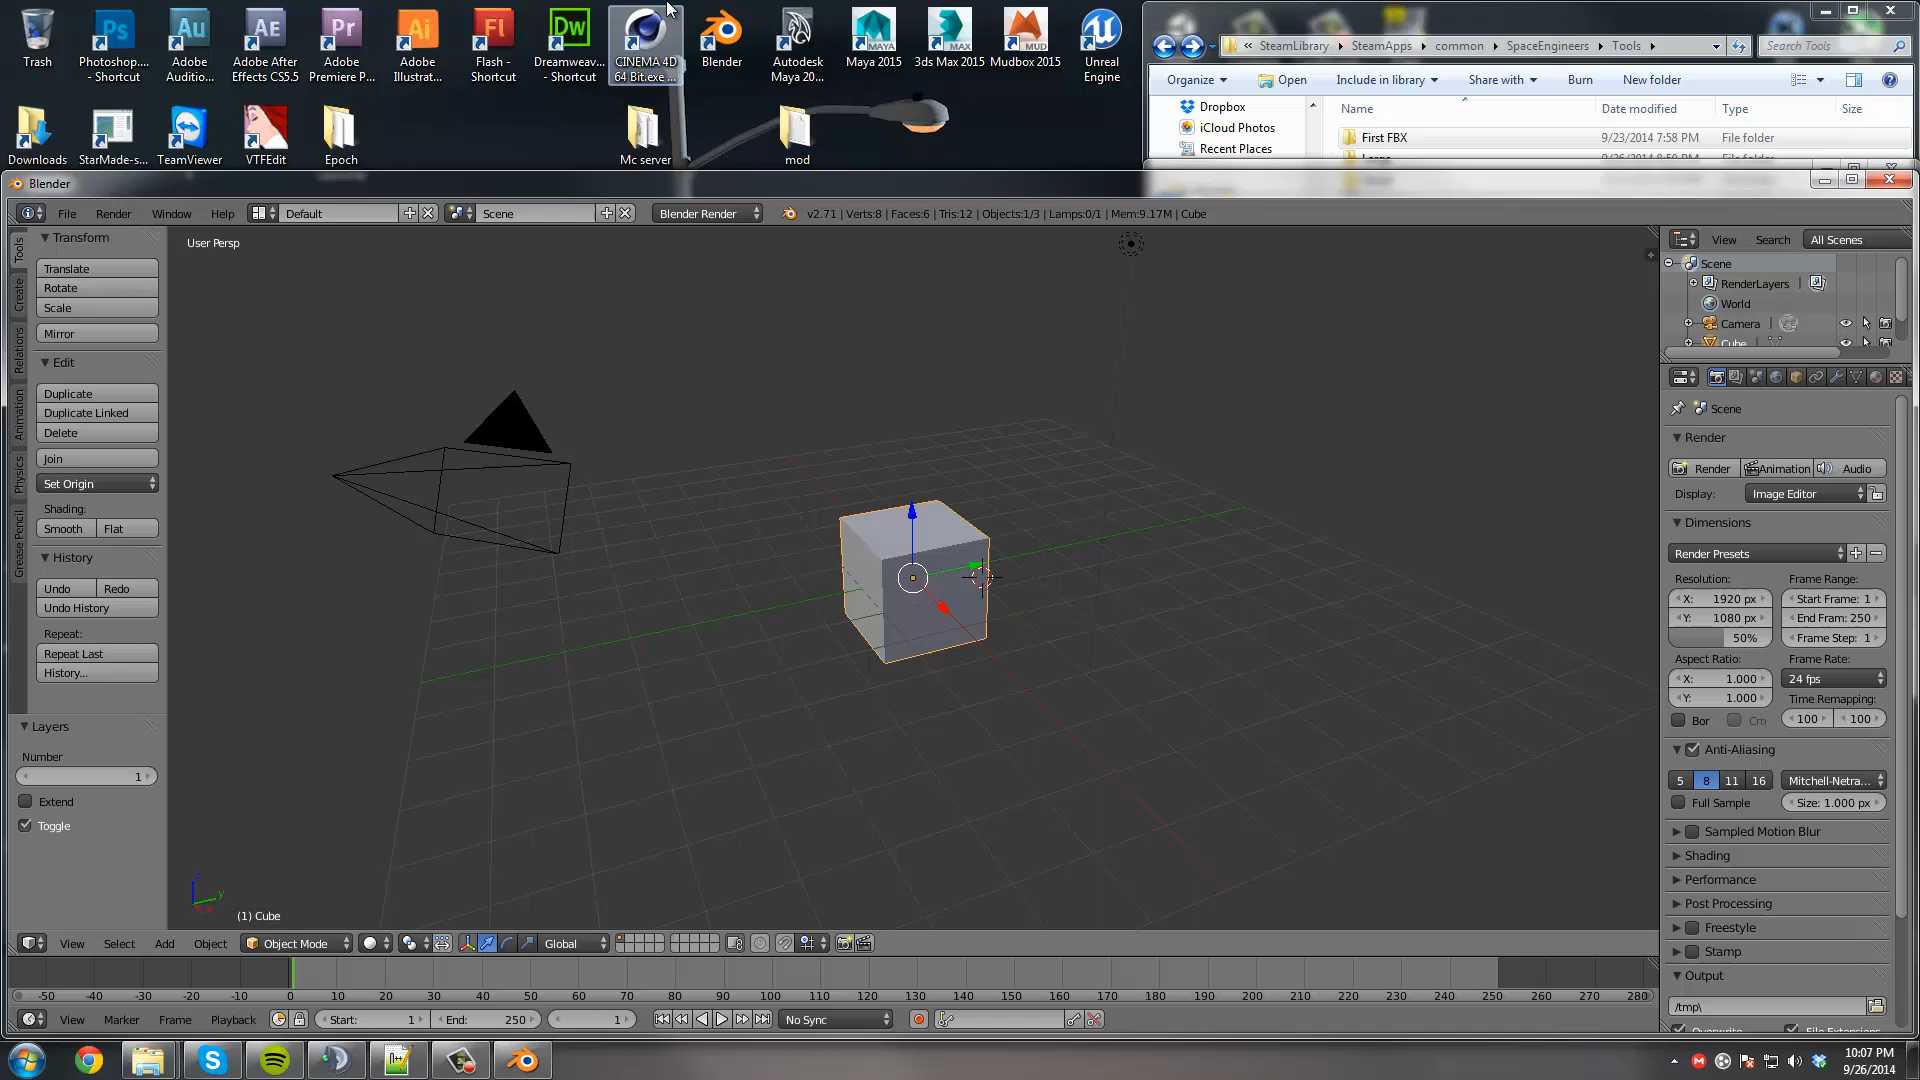 Trash
Photoshop.... - Shortcut
Adobe Auditio...
Adobe After Effects CS5.5
Adobe Premiere P...
Adobe Illustrat...
Flash - Shortcut
Dreamweav... - Shortcut
CINEMA 4D 64 Bit.exe ...
Blender
Autodesk Maya 20...
Maya 2015
3ds Max 2015
Mudbox 2015
Unreal Engine
Downloads
StarMade-s...
TeamViewer
VTFEdit
Epoch
Mc server
mod
SteamLibrary SteamApps common SpaceEngineers Tools
Search Tools
Organize Open Include in library Share with Burn New folder
Dropbox
iCloud Photos
Recent Places
Name Date modified Type Size
First FBX 9/23/2014 7:58 PM File folder
Blender
File Render Window Help Default Scene Blender Render v2.71 | Verts:8 | Faces:6 | Tris:12 | Objects:1/3 | Lamps:0/1 | Mem:9.17M | Cube
Tools
Create
Relations
Animation
Physics
Grease Pencil
Transform
Translate
Rotate
Scale
Mirror
Edit
Duplicate
Duplicate Linked
Delete
Join
Set Origin
Shading:
Smooth Flat
History
Undo Redo
Undo History
Repeat:
Repeat Last
History...
Layers
Number
1
Extend
Toggle
User Persp
(1) Cube
View Search All Scenes
Scene
RenderLayers
World
Camera
Cube
Scene
Render
Render Animation Audio
Display: Image Editor
Dimensions
Render Presets
Resolution: Frame Range:
X: 1920 px Start Frame: 1
Y: 1080 px End Fram: 250
50% Frame Step: 1
Aspect Ratio: Frame Rate:
X: 1.000 24 fps
Y: 1.000 Time Remapping:
Bor Cro 100 100
Anti-Aliasing
5 8 11 16 Mitchell-Netra...
Full Sample Size: 1.000 px
Sampled Motion Blur
Shading
Performance
Post Processing
Freestyle
Stamp
Output
/tmp\
View Select Add Object Object Mode Global
-50 -40 -30 -20 -10 0 10 20 30 40 50 60 70 80 90 100 110 120 130 140 150 160 170 180 190 200 210 220 230 240 250 260 270 280
View Marker Frame Playback Start: 1 End: 250 1 No Sync
10:07 PM
9/26/2014